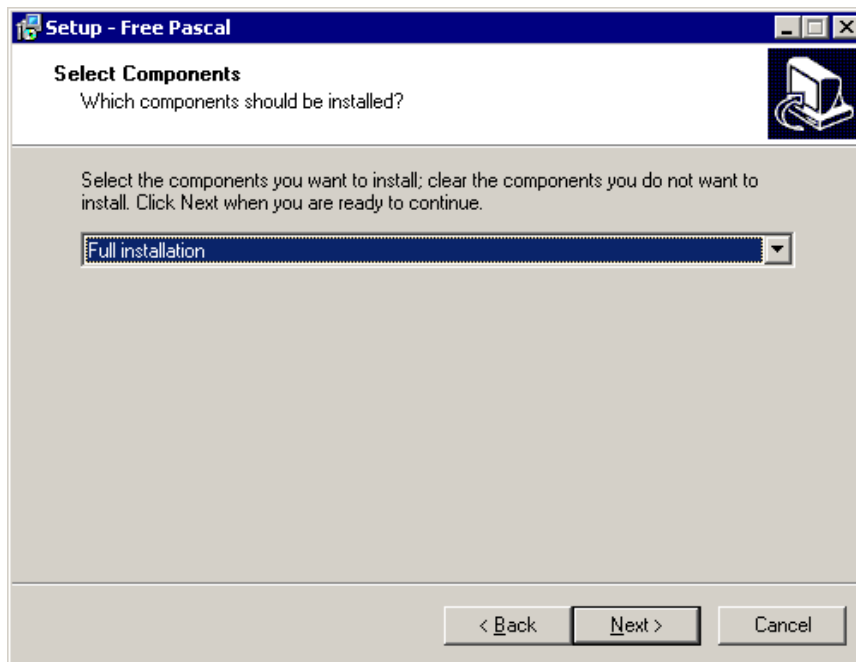 Setup - Free Pascal
Select Components
Which components should be installed?
Select the components you want to install; clear the components you do not want to
install. Click Next when you are ready to continue.
Full installation
< Back Next > Cancel